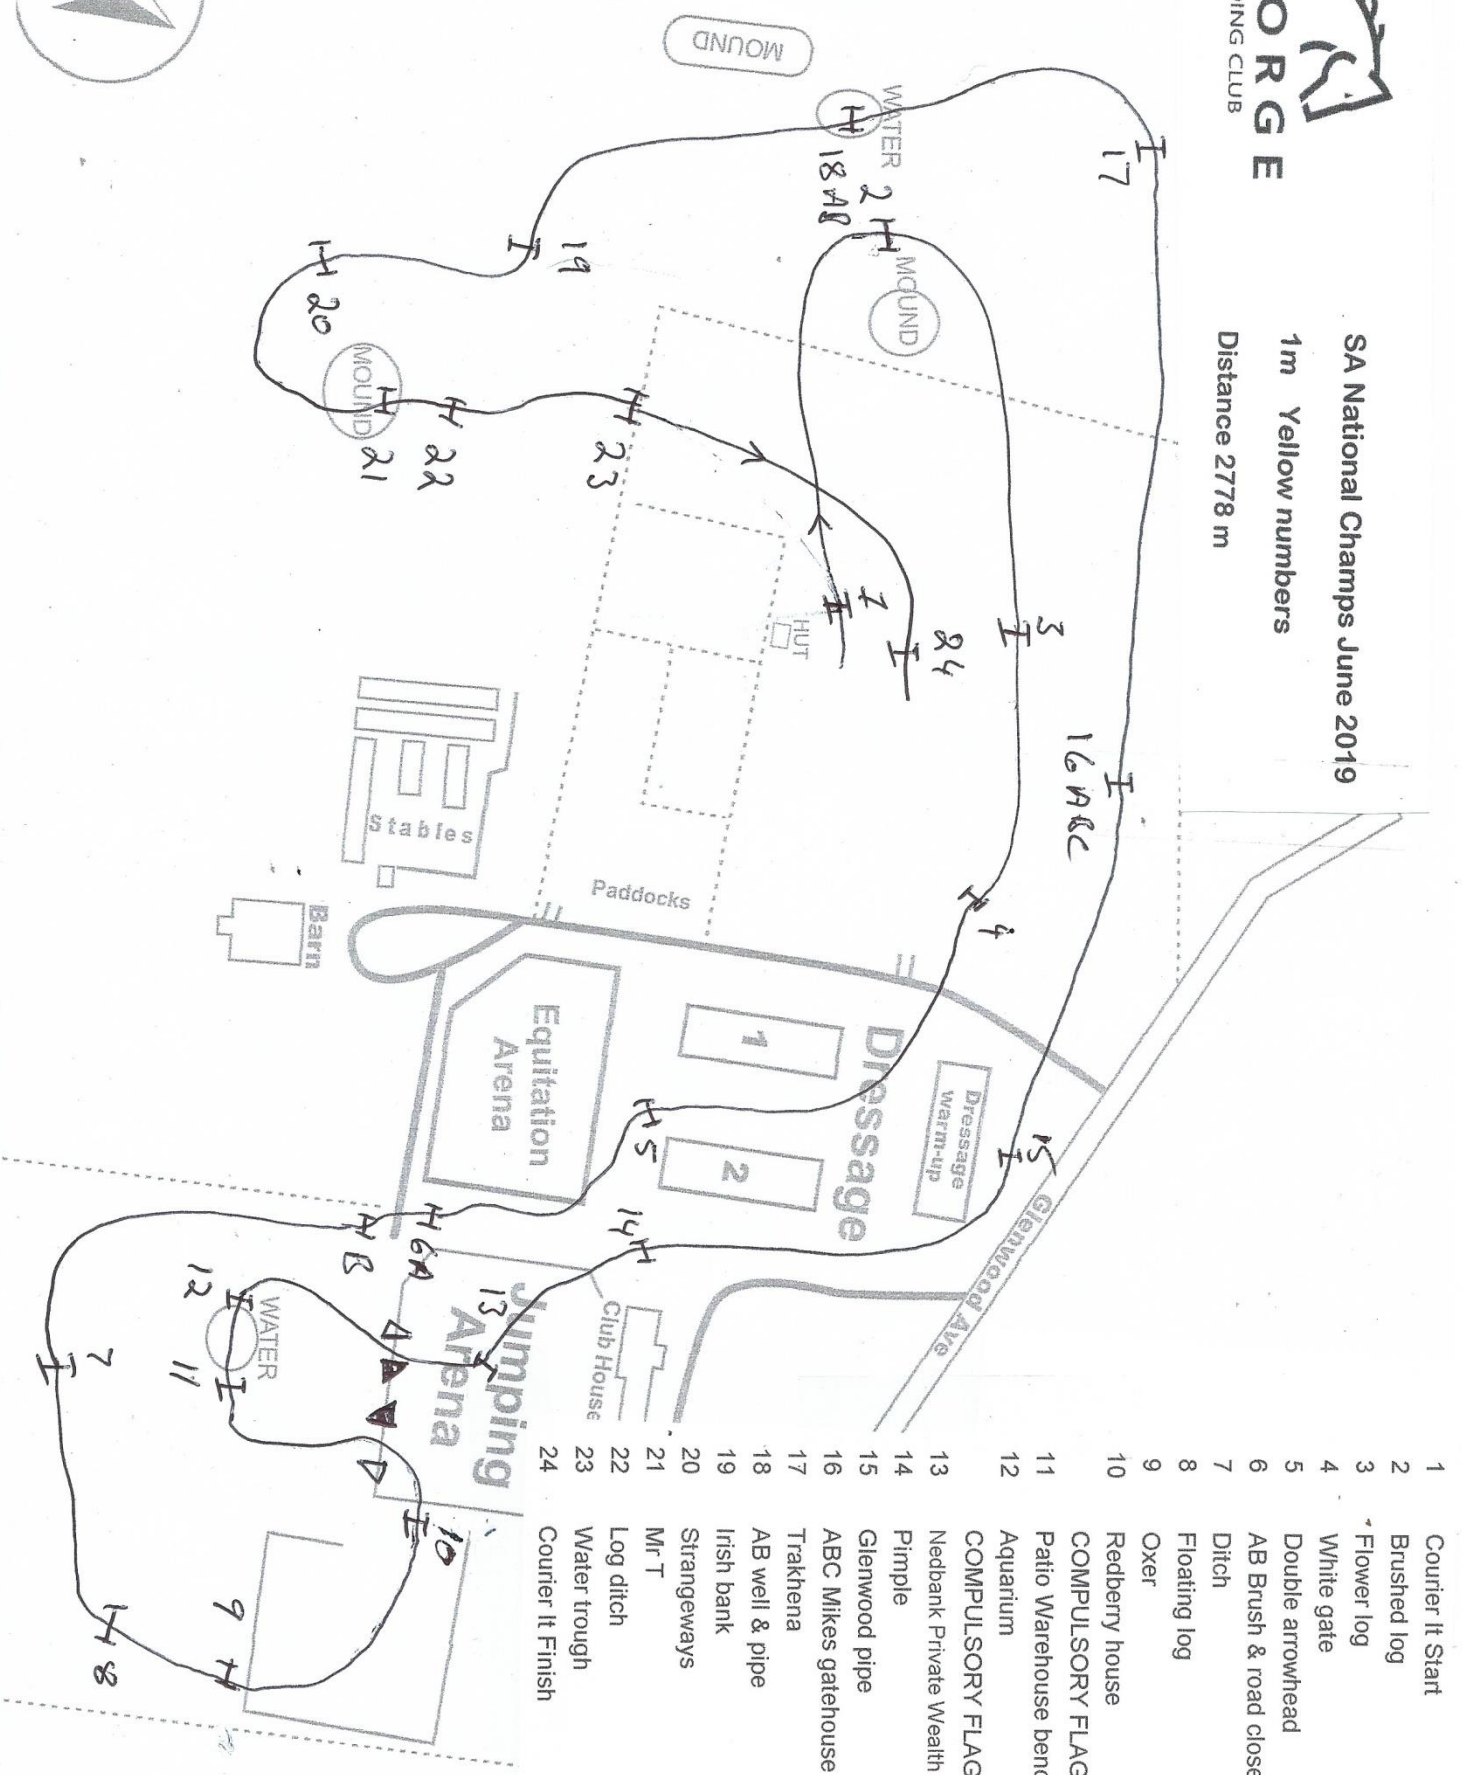 ORGE
PING CLUB
SA National Champs June 2019
1m Yellow numbers
Distance 2778 m
1 Courier It Start
2 Brushed log
3 Flower log
4 White gate
5 Double arrowhead
6 AB Brush & road close
7 Ditch
8 Floating log
9 Oxer
10 Redberry house
COMPULSORY FLAG
11 Patio Warehouse benc
12 Aquarium
COMPULSORY FLAG
13 Nedbank Private Wealth
14 Pimple
15 Glenwood pipe
16 ABC Mikes gatehouse
17 Trakhena
18 AB well & pipe
19 Irish bank
20 Strangeways
21 Mr T
22 Log ditch
23 Water trough
24 Courier It Finish
MOUND
WATER
18 AB
17
2
MOUND
19
20
MOUND
21
22
23
1
HUT
24
3
16 ABC
4
Stables
Paddocks
Barn
Equitation
Arena
1
2
Dressage
Dressage
warm-up
15
Glenwood Ave
5
14
6A
B
13
Club House
Jumping
Arena
12
WATER
11
7
10
9
8